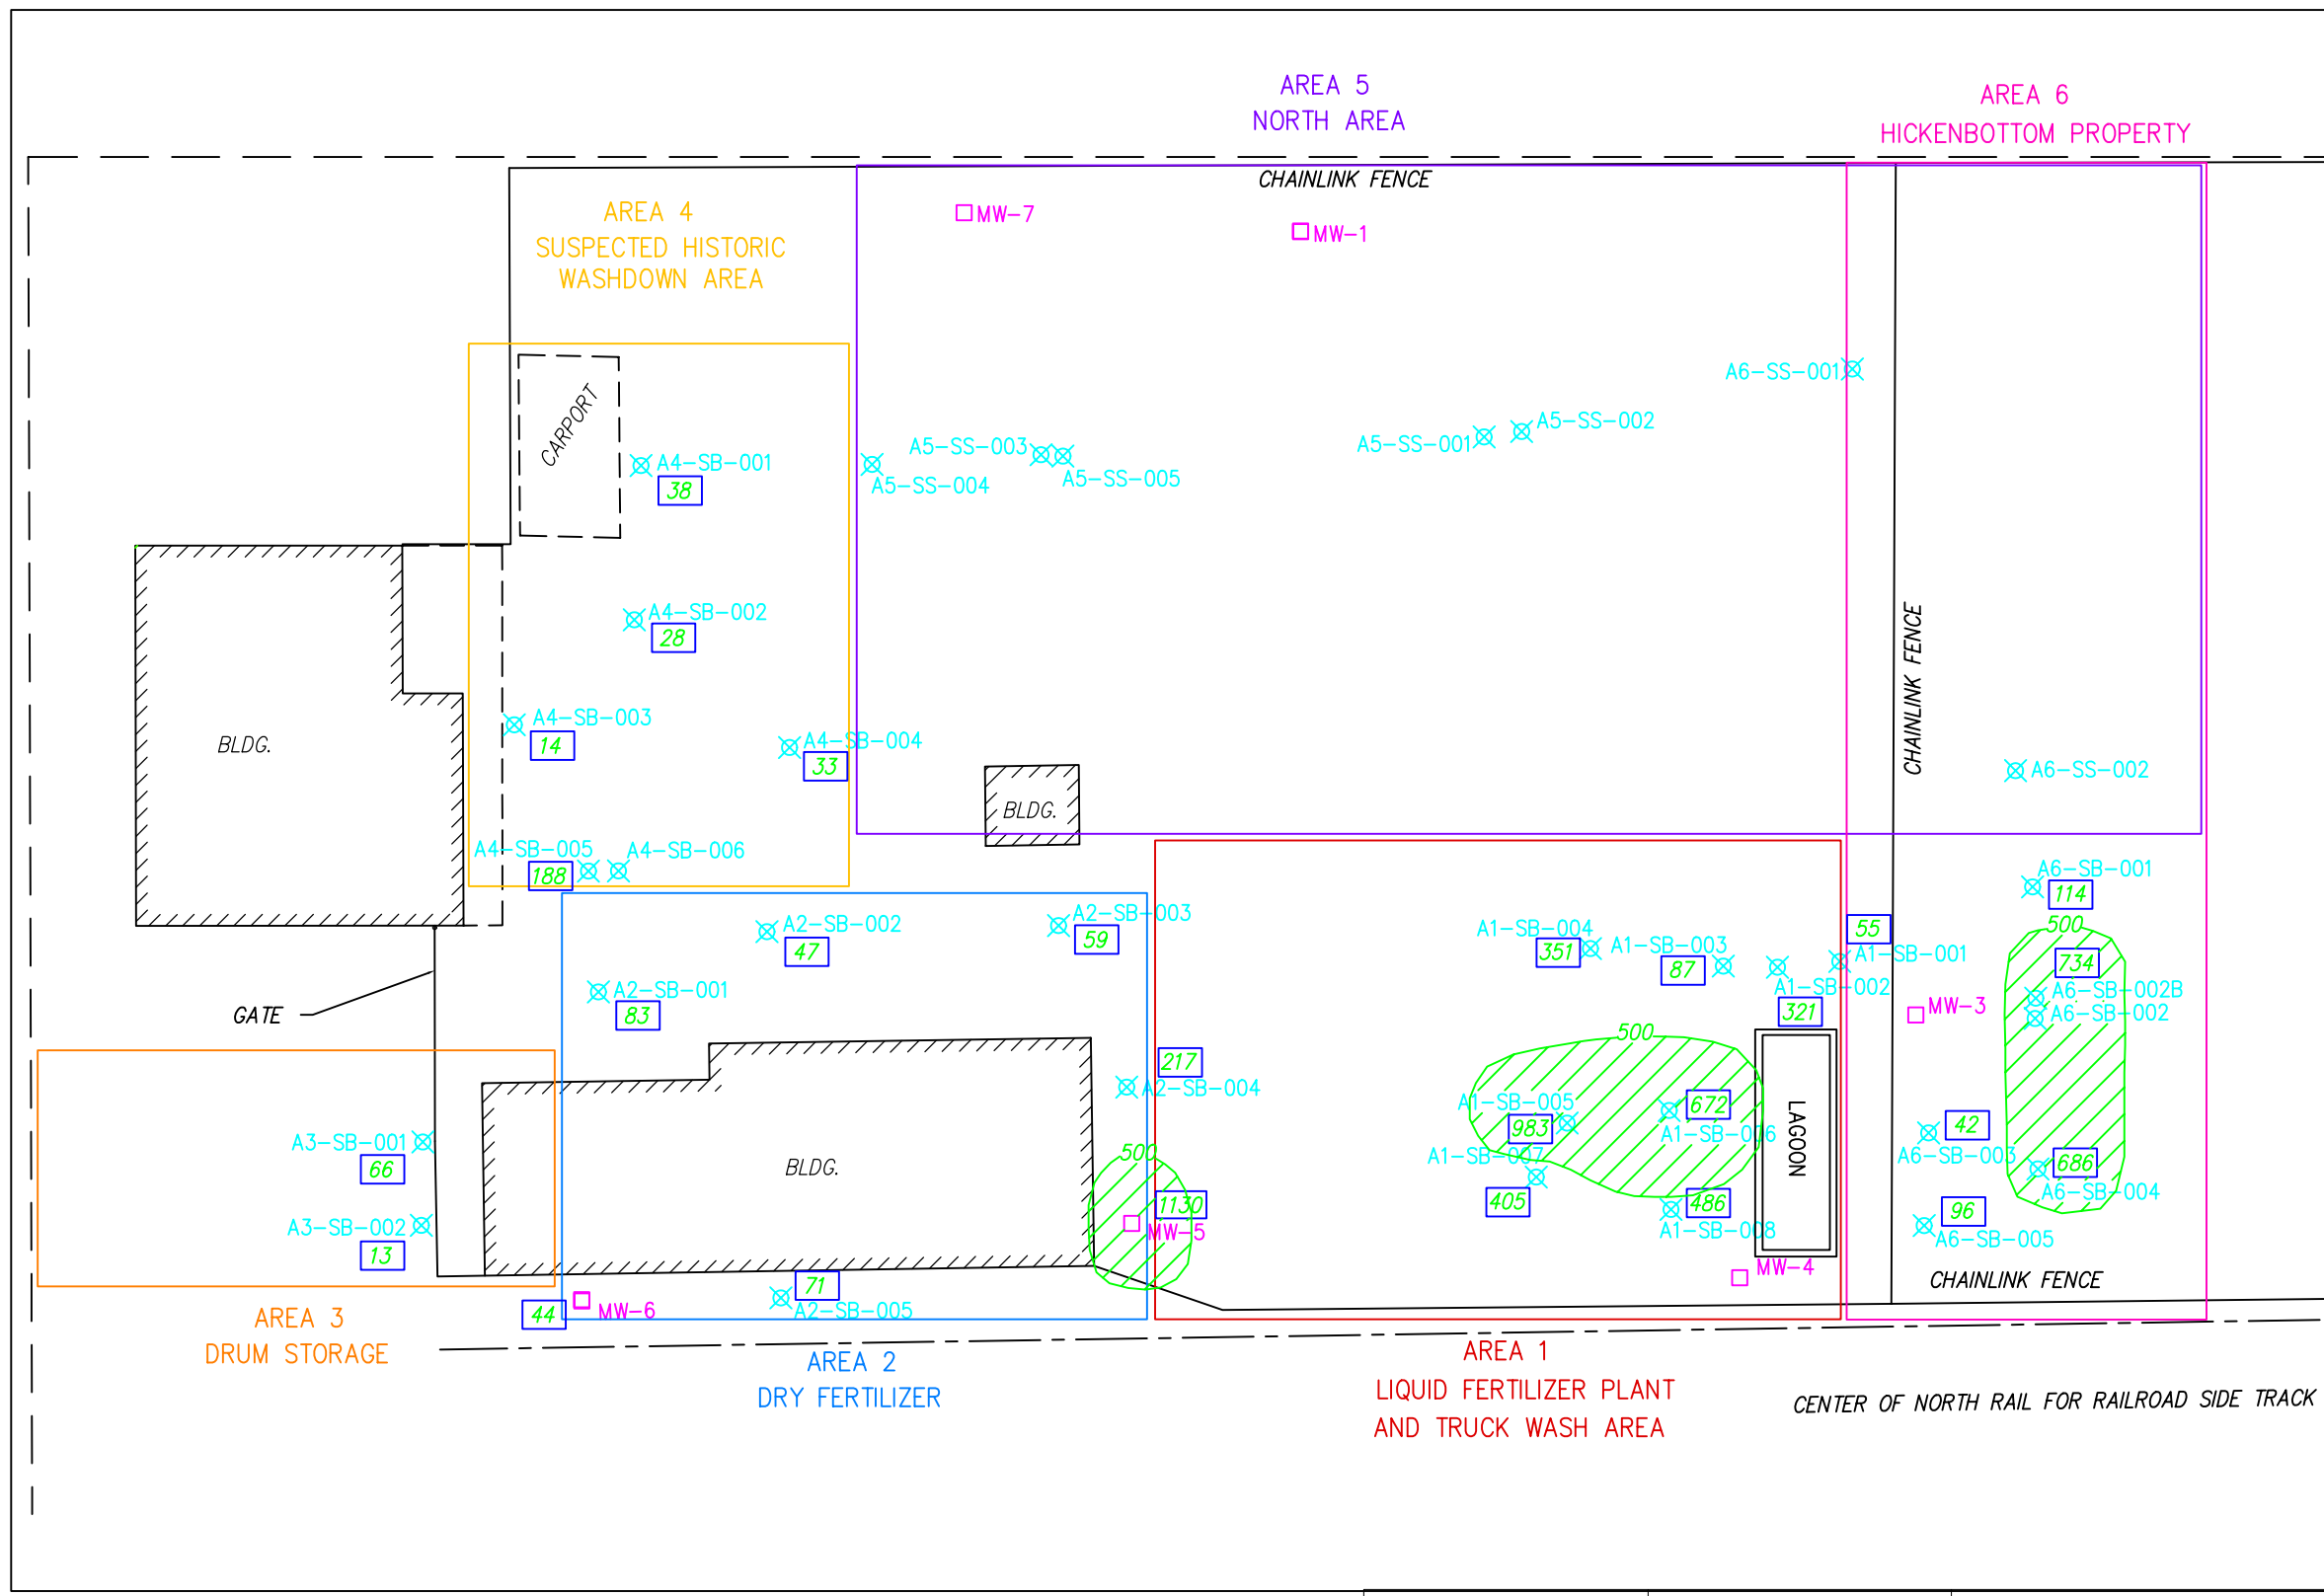 AREA 5
NORTH AREA
AREA 6
HICKENBOTTOM PROPERTY
CHAINLINK FENCE
AREA 4
SUSPECTED HISTORIC
WASHDOWN AREA
MW-7
MW-1
CARPORT
A4-SB-001
38
A5-SS-003
A5-SS-004
A5-SS-005
A5-SS-001
A5-SS-002
A6-SS-001
A4-SB-002
28
CHAINLINK FENCE
BLDG.
A4-SB-003
14
A4-SB-004
33
BLDG.
A6-SS-002
A4-SB-005
188
A4-SB-006
A2-SB-002
47
A2-SB-003
59
A1-SB-004
351
A1-SB-003
87
55
A1-SB-001
A1-SB-002
321
A6-SB-001
114
500
734
A6-SB-002B
A6-SB-002
MW-3
GATE
A2-SB-001
83
217
A2-SB-004
500
A1-SB-005
983
672
A1-SB-006
LAGOON
42
A6-SB-003
686
A6-SB-004
A3-SB-001
66
BLDG.
500
1130
MW-5
A1-SB-007
405
486
A1-SB-008
96
A6-SB-005
A3-SB-002
13
MW-4
CHAINLINK FENCE
44
MW-6
71
A2-SB-005
AREA 3
DRUM STORAGE
AREA 2
DRY FERTILIZER
AREA 1
LIQUID FERTILIZER PLANT
AND TRUCK WASH AREA
CENTER OF NORTH RAIL FOR RAILROAD SIDE TRACK